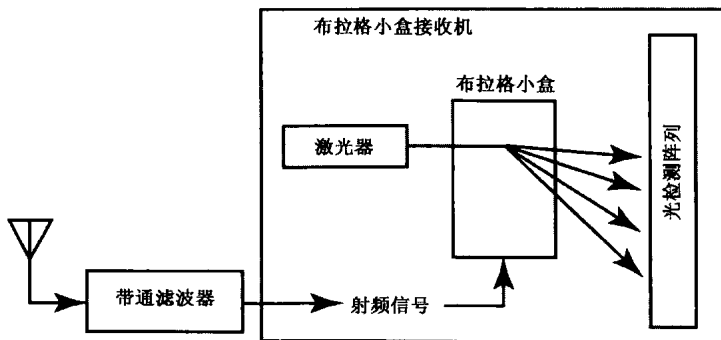 布拉格小盒接收机
布拉格小盒
激光器
光检测阵列
带通滤波器
射频信号